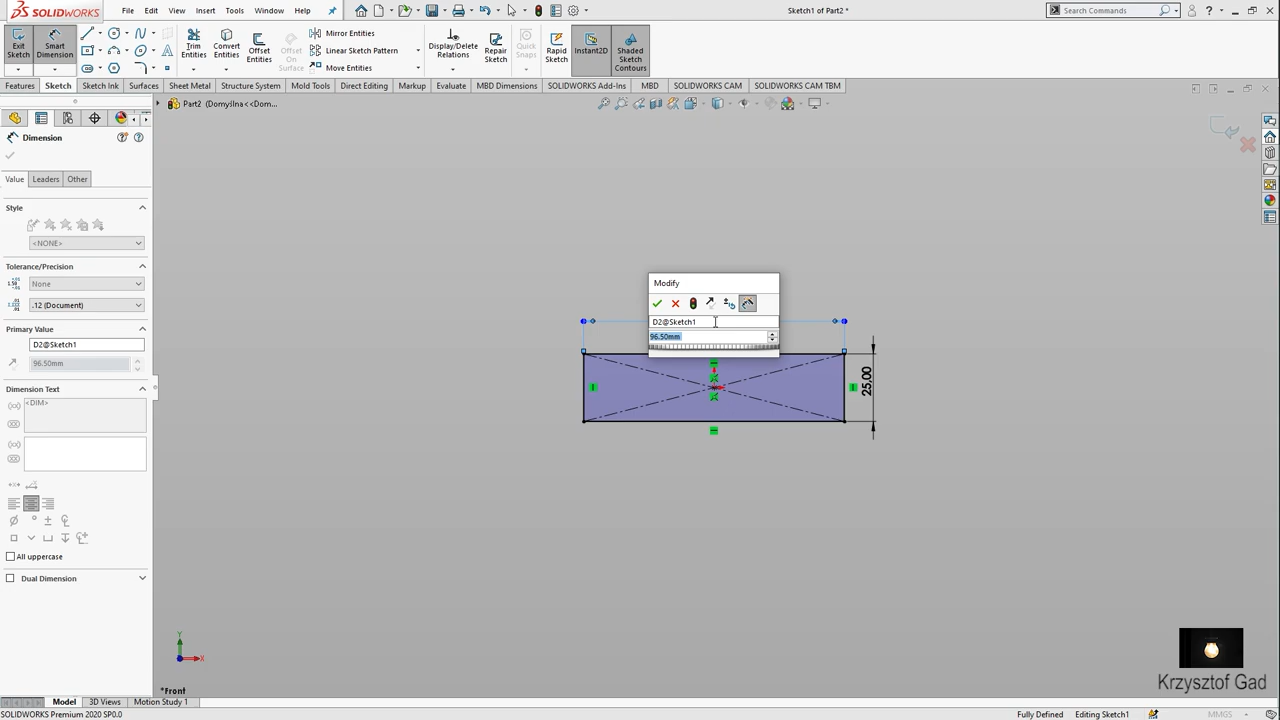 SOLIDWORKS
File Edit View Insert Tools Window Help
Sketch1 of Part2 *
Search Commands
Exit Sketch
Smart Dimension
Trim Entities
Convert Entities
Offset Entities
Offset On Surface
Mirror Entities
Linear Sketch Pattern
Move Entities
Display/Delete Relations
Repair Sketch
Quick Snaps
Rapid Sketch
Instant2D
Shaded Sketch Contours
Features Sketch Sketch Ink Surfaces Sheet Metal Structure System Mold Tools Direct Editing Markup Evaluate MBD Dimensions SOLIDWORKS Add-Ins MBD SOLIDWORKS CAM SOLIDWORKS CAM TBM
Part2 (Domyślna<<Dom...
Dimension
Value Leaders Other
Style
<NONE>
Tolerance/Precision
None
.12 (Document)
Primary Value
D2@Sketch1
96.50mm
Dimension Text
<DIM>
All uppercase
Dual Dimension
Modify
D2@Sketch1
96.50mm
25,00
Y
X
*Front
Krzysztof Gad
Model 3D Views Motion Study 1
SOLIDWORKS Premium 2020 SP0.0
Fully Defined Editing Sketch1 MMGS